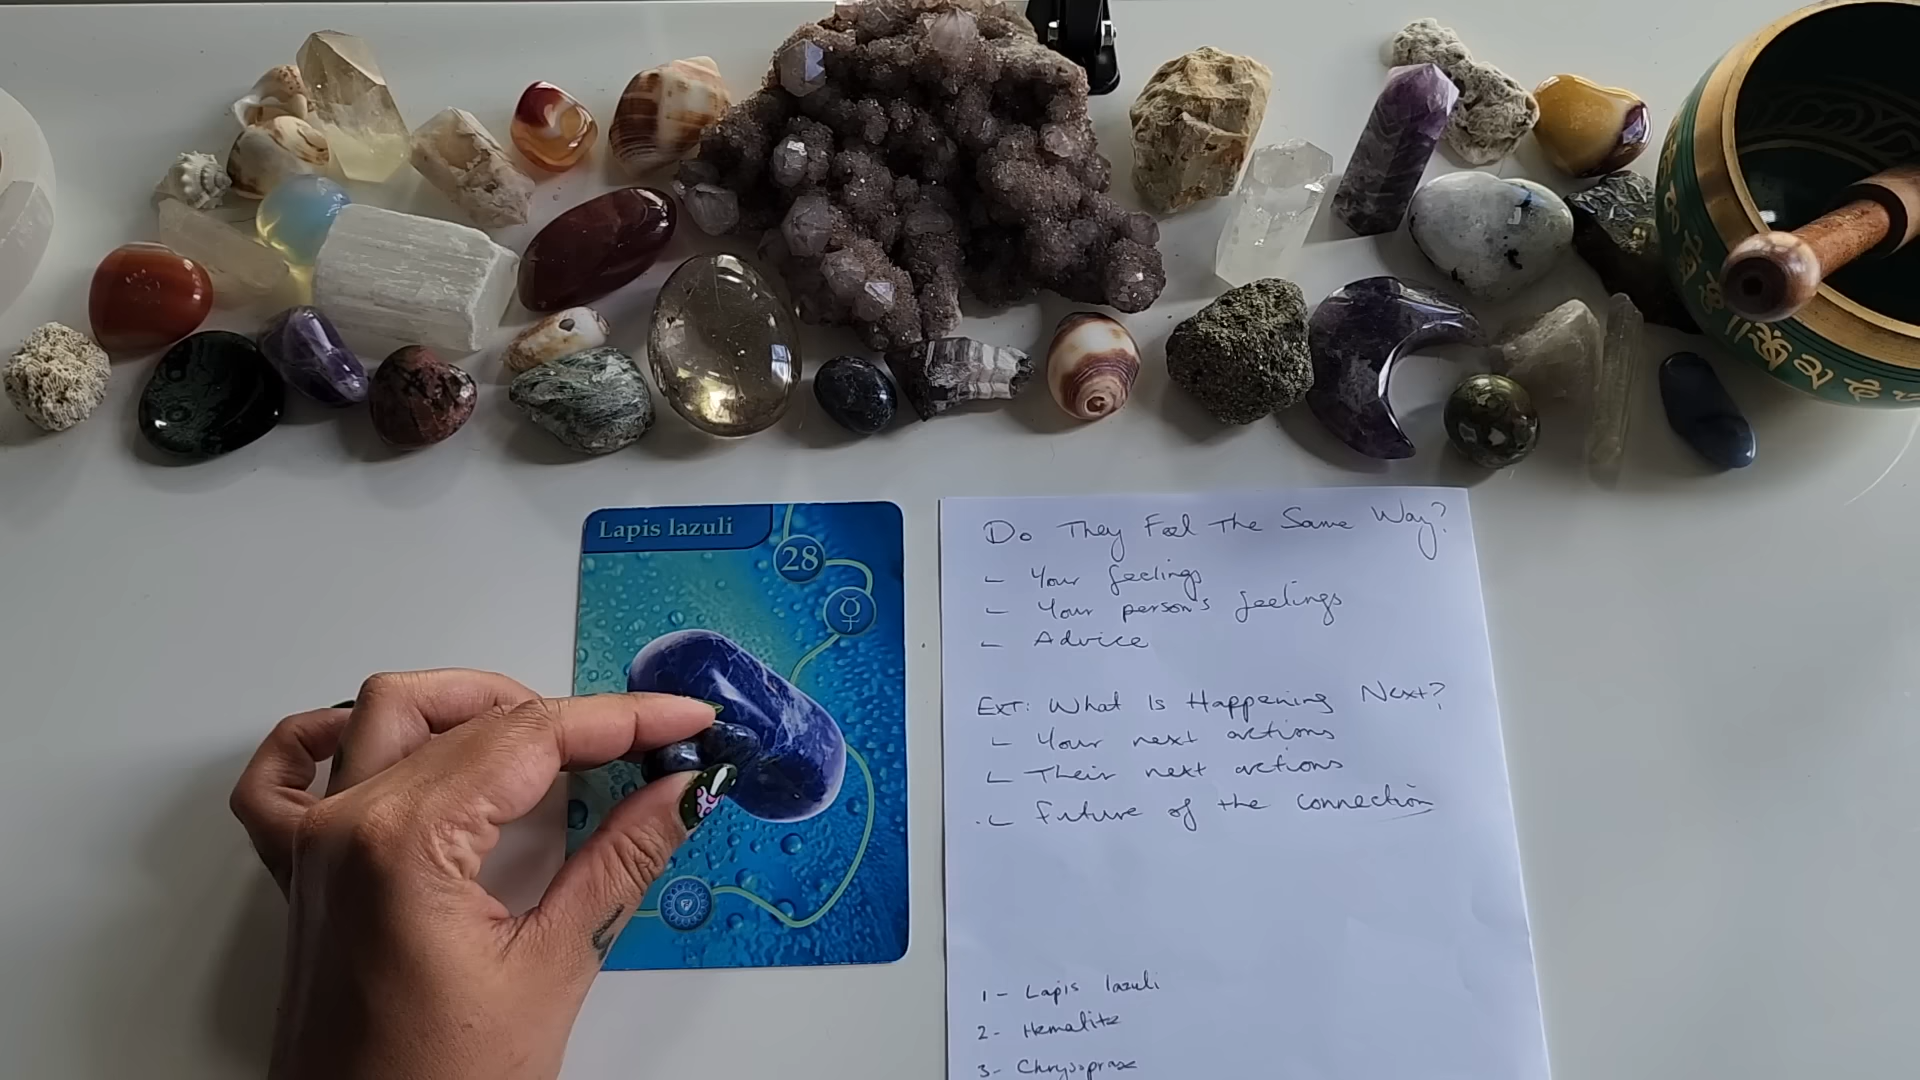 Lapis lazuli
28
Do They Feel The Same Way?
Your feelings
Your person's feelings
Advice
Ext: What Is Happening Next?
Your next actions
Their next actions
Future of the connection
1- Lapis lazuli
2- Hematite
3- Chrysoprase